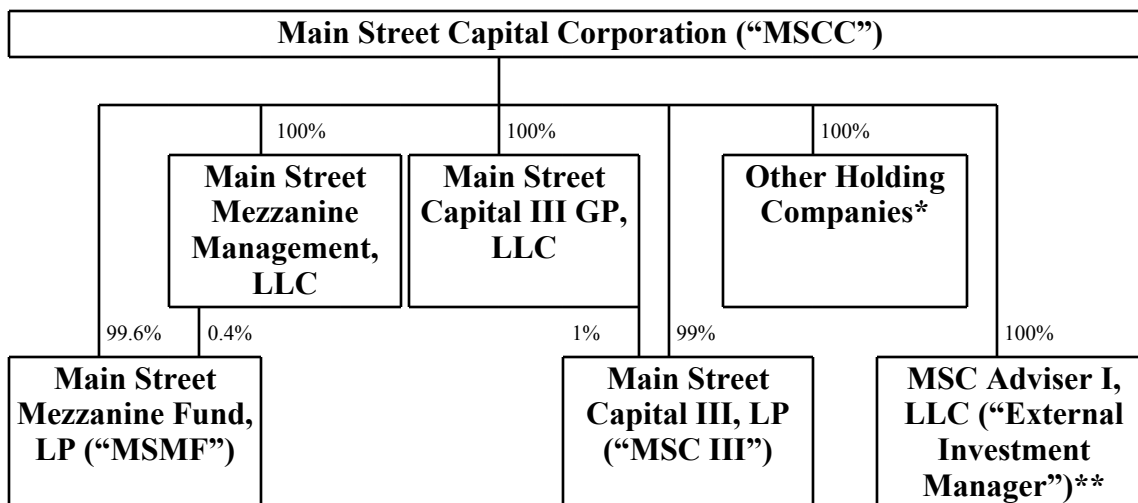 Main Street Capital Corporation (“MSCC”)
100%
100%
100%
Main Street
Mezzanine
Management,
LLC
Main Street
Capital III GP,
LLC
Other Holding
Companies*
99.6%
0.4%
1%
99%
100%
Main Street
Mezzanine Fund,
LP (“MSMF”)
Main Street
Capital III, LP
(“MSC III”)
MSC Adviser I,
LLC (“External
Investment
Manager”)**